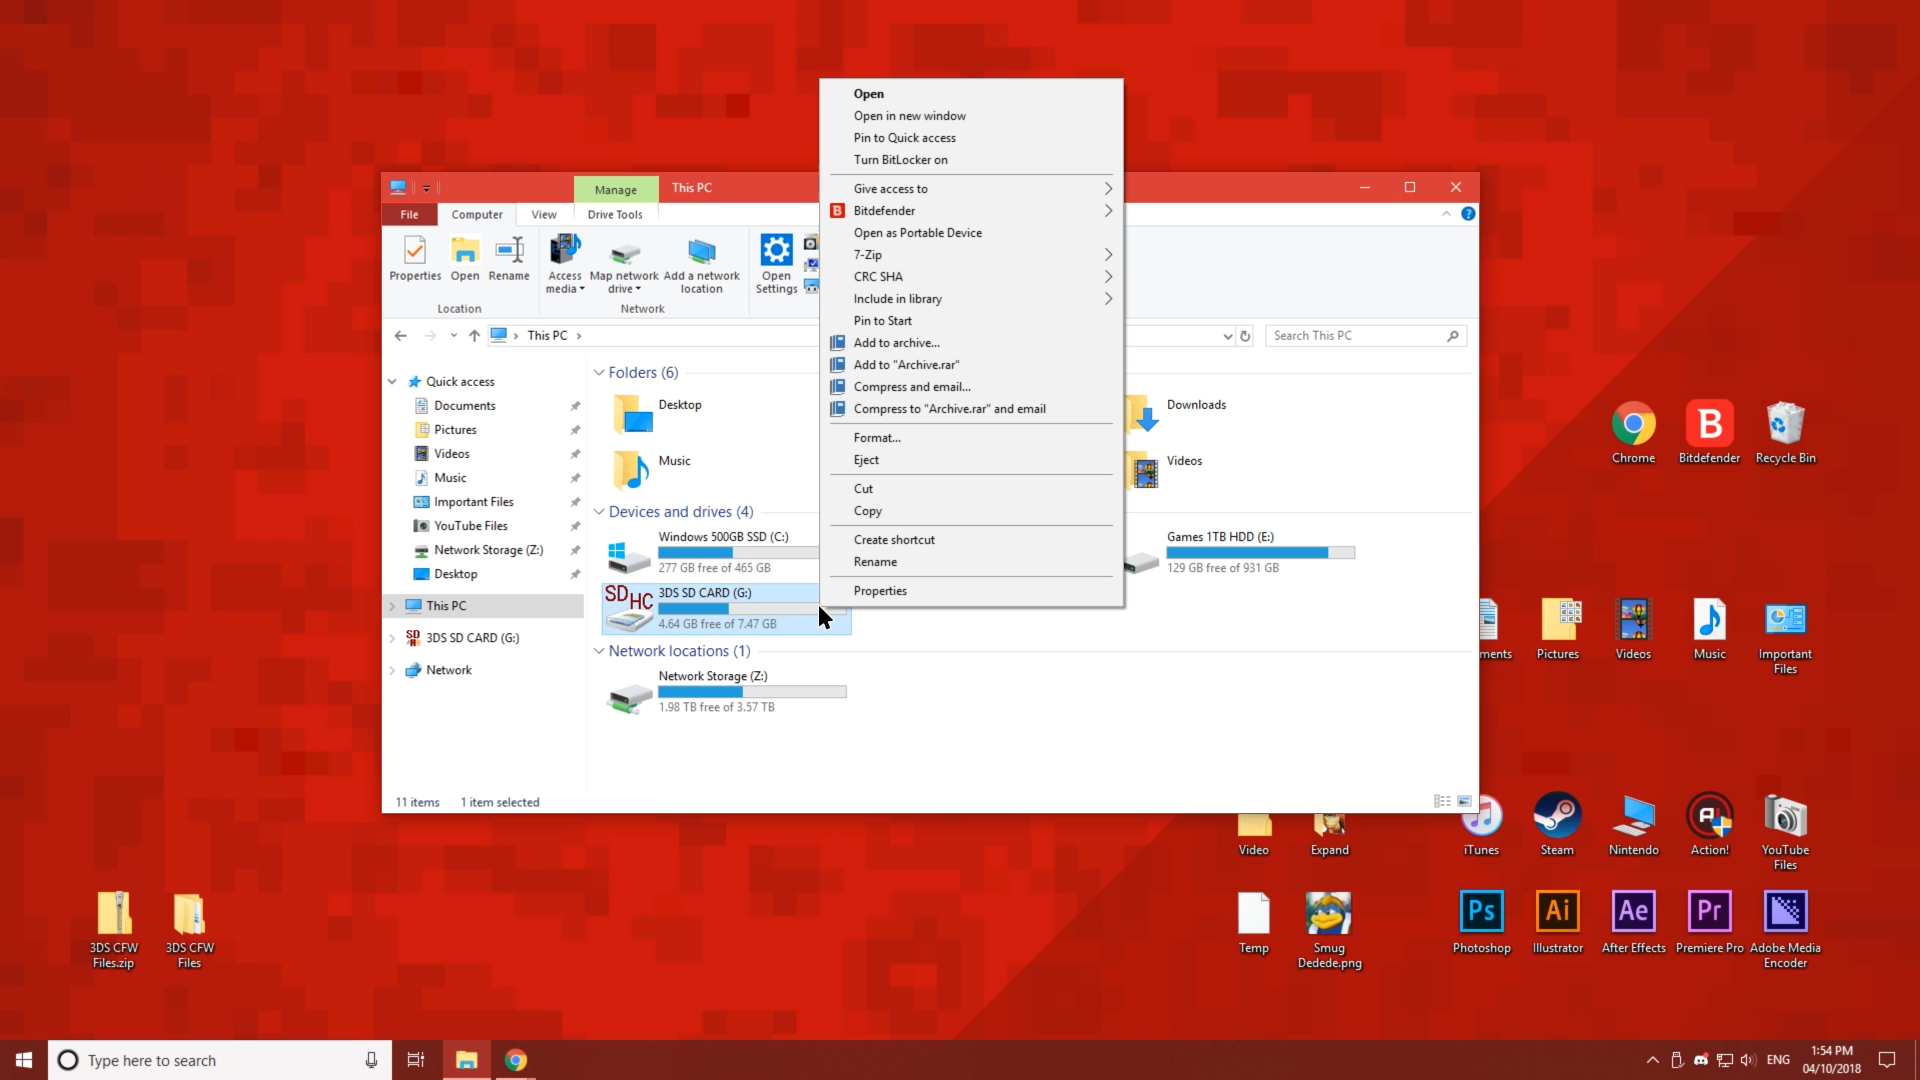 Open
Open in new window
Pin to Quick access
Turn BitLocker on
Give access to
B Bitdefender
Open as Portable Device
7-Zip
CRC SHA
Include in library
Pin to Start
Add to archive...
Add to "Archive.rar"
Compress and email...
Compress to "Archive.rar" and email
Format...
Eject
Cut
Copy
Create shortcut
Rename
Properties
Manage
This PC
File
Computer
View
Drive Tools
Properties
Open
Rename
Access media
Map network drive
Add a network location
Open Settings
Location
Network
This PC
Search This PC
Quick access
Documents
Pictures
Videos
Music
Important Files
YouTube Files
Network Storage (Z:)
Desktop
This PC
SD 3DS SD CARD (G:)
Network
Folders (6)
Desktop
Downloads
Music
Videos
Devices and drives (4)
Windows 500GB SSD (C:)
277 GB free of 465 GB
Games 1TB HDD (E:)
129 GB free of 931 GB
SDHC
3DS SD CARD (G:)
4.64 GB free of 7.47 GB
Network locations (1)
Network Storage (Z:)
1.98 TB free of 3.57 TB
11 items
1 item selected
Chrome
B
Bitdefender
Recycle Bin
ments
Pictures
Videos
Music
Important
Files
Video
Expand
iTunes
Steam
Nintendo
Action!
YouTube
Files
3DS CFW
Files.zip
3DS CFW
Files
Temp
Smug
Dedede.png
Ps
Photoshop
Ai
Illustrator
Ae
After Effects
Pr
Premiere Pro
Adobe Media
Encoder
Type here to search
ENG
1:54 PM
04/10/2018